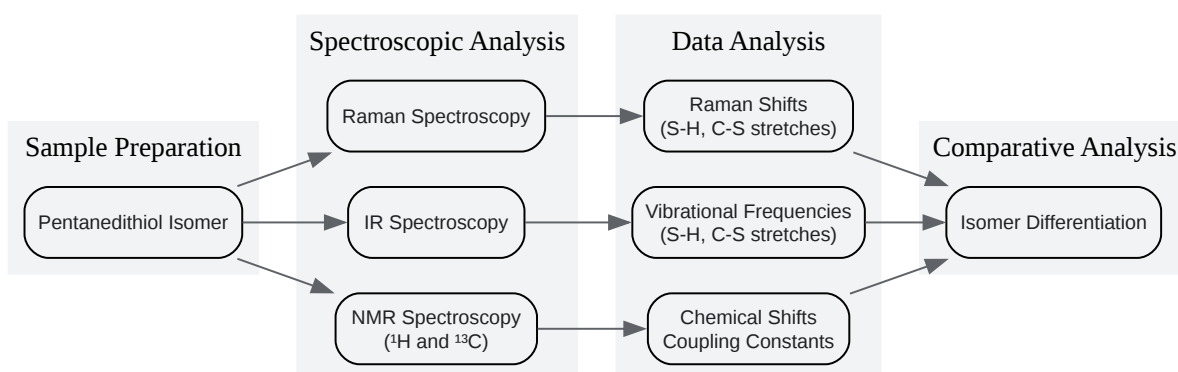 Sample Preparation
Pentanedithiol Isomer
Spectroscopic Analysis
Raman Spectroscopy
IR Spectroscopy
NMR Spectroscopy
(¹H and ¹³C)
Data Analysis
Raman Shifts
(S-H, C-S stretches)
Vibrational Frequencies
(S-H, C-S stretches)
Chemical Shifts
Coupling Constants
Comparative Analysis
Isomer Differentiation